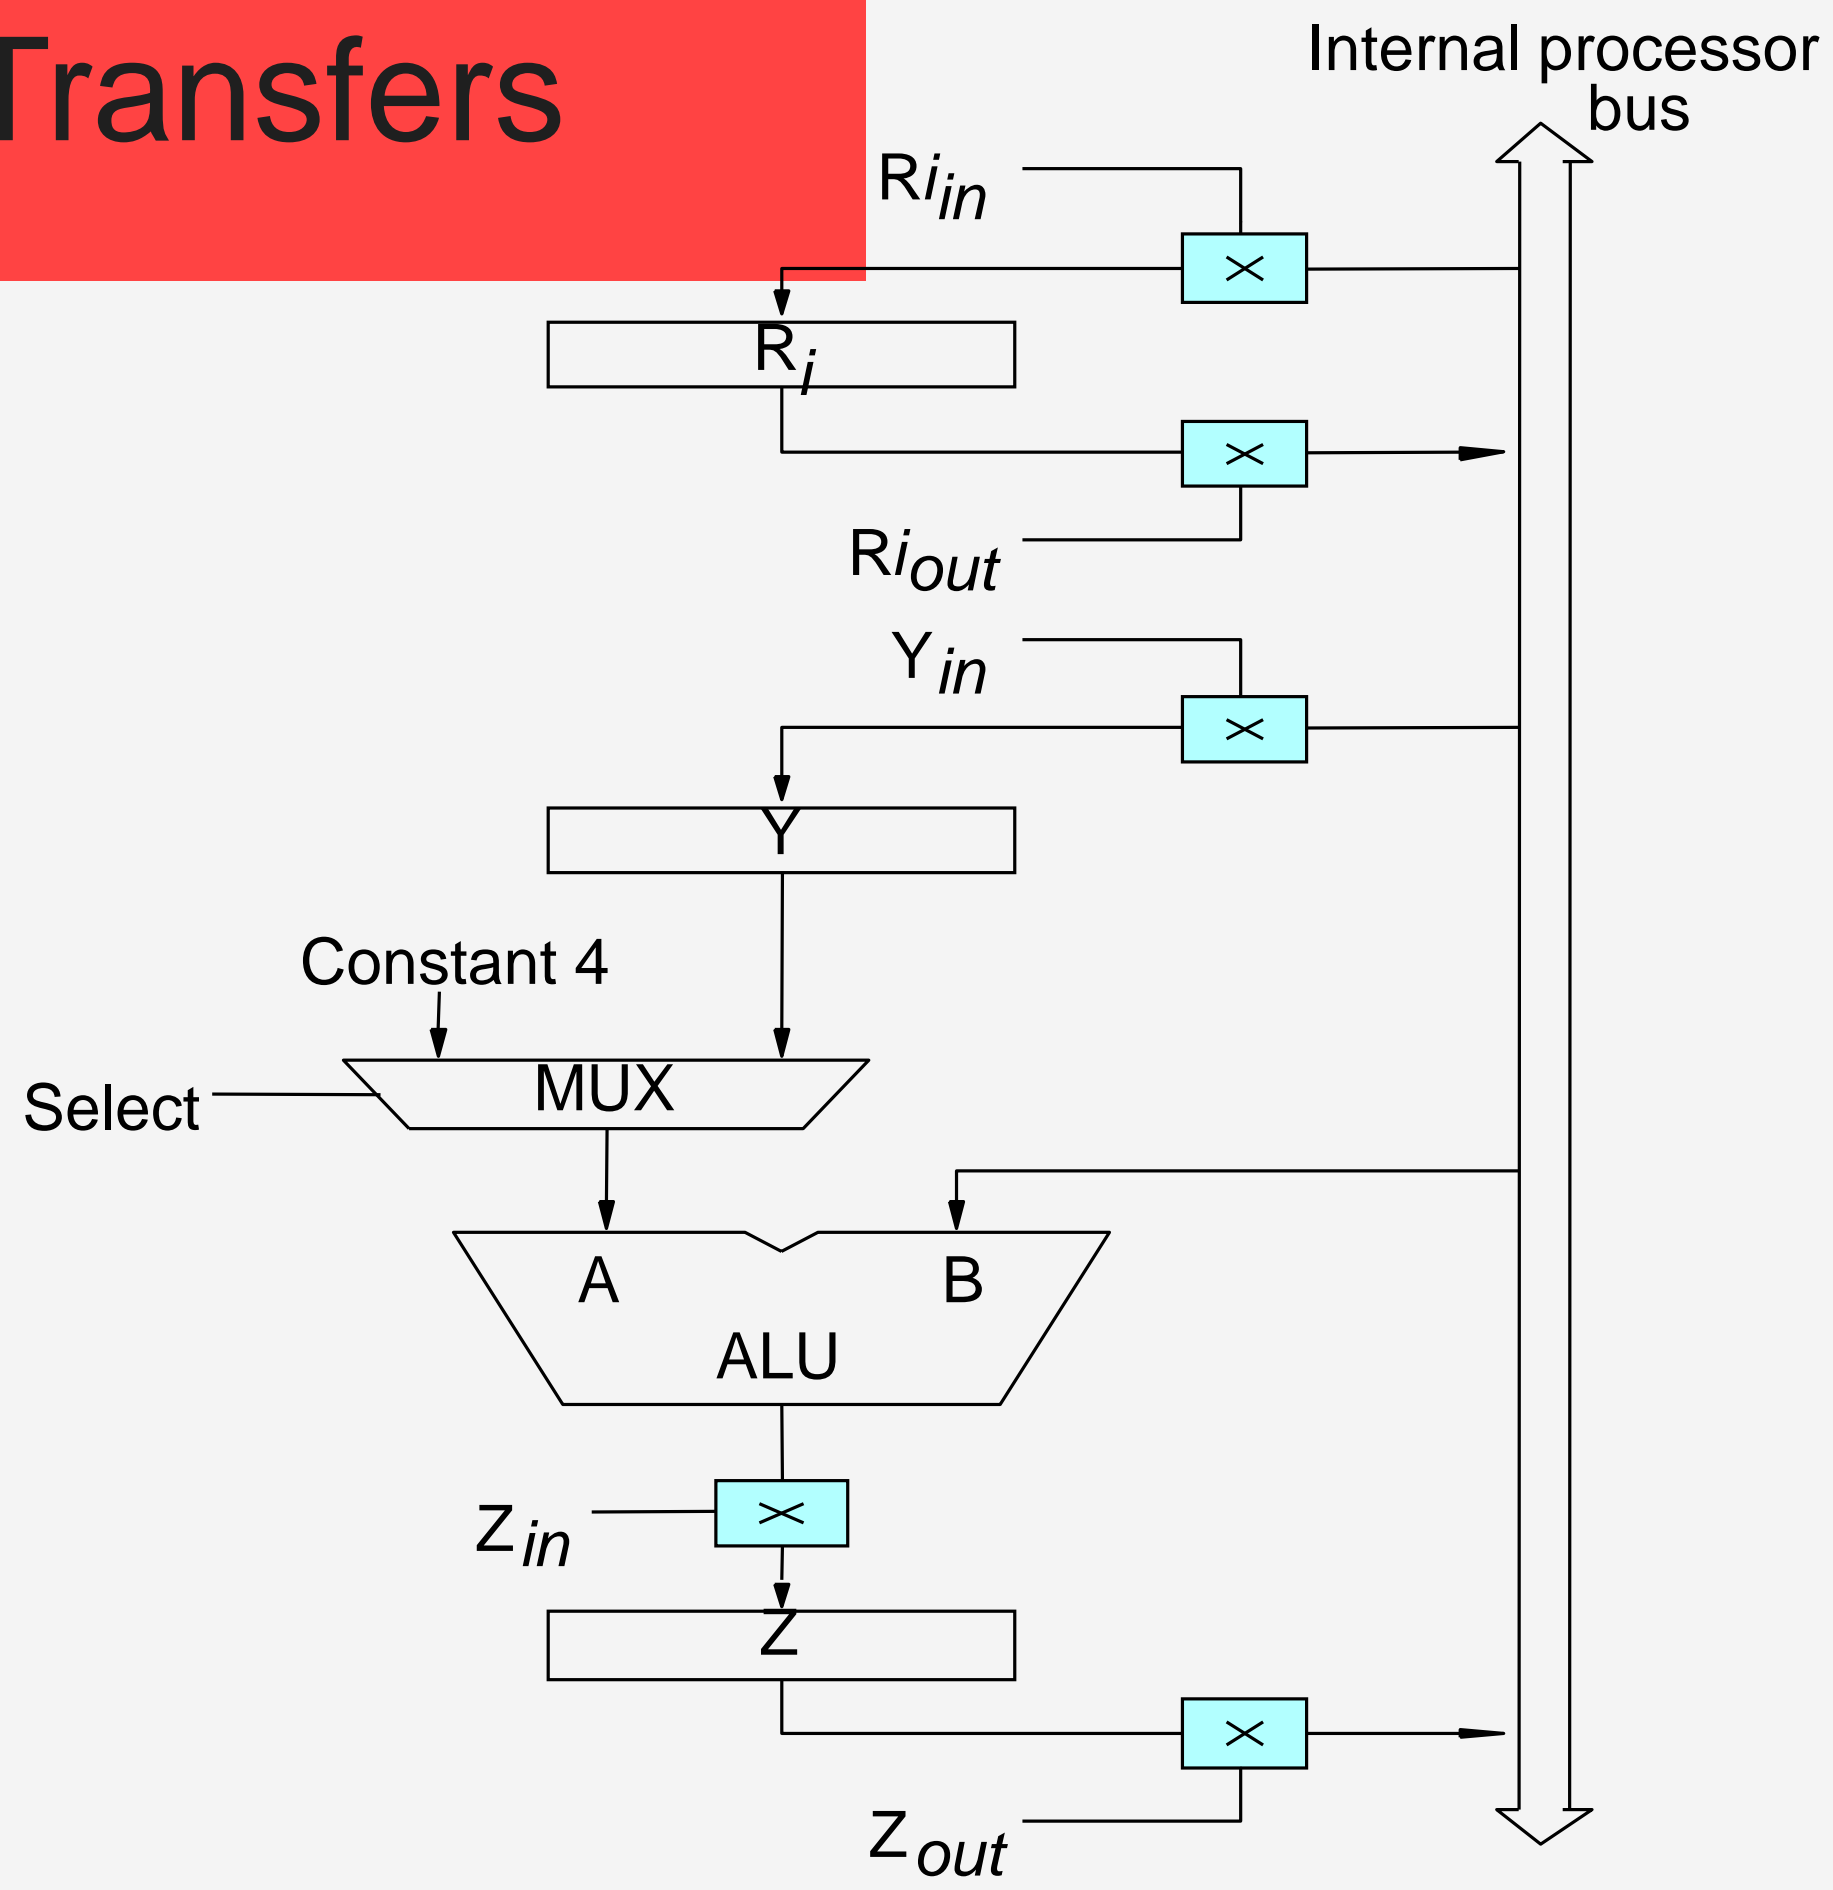 Transfers
Internal processor
bus
Riin
Ri
Riout
Yin
Y
Constant 4
MUX
Select
A B
ALU
Zin
Z
Zout